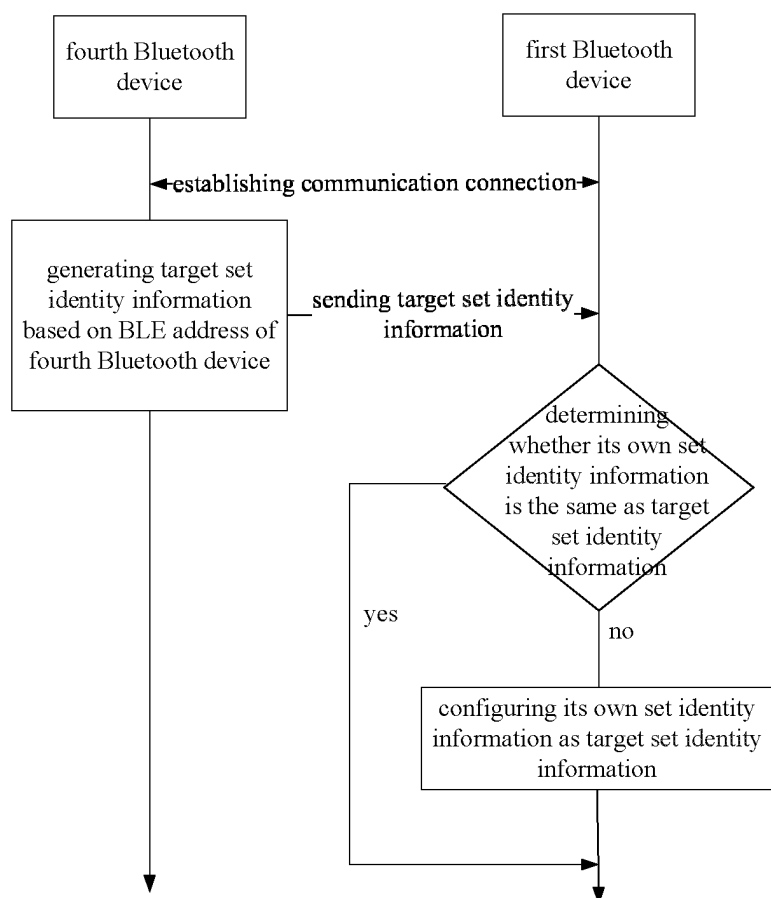 fourth Bluetooth
device
first Bluetooth
device
establishing communication connection
generating target set
identity information
based on BLE address of
fourth Bluetooth device
sending target set identity
information
determining
whether its own set
identity information
is the same as target
set identity
information
yes
no
configuring its own set identity
information as target set identity
information